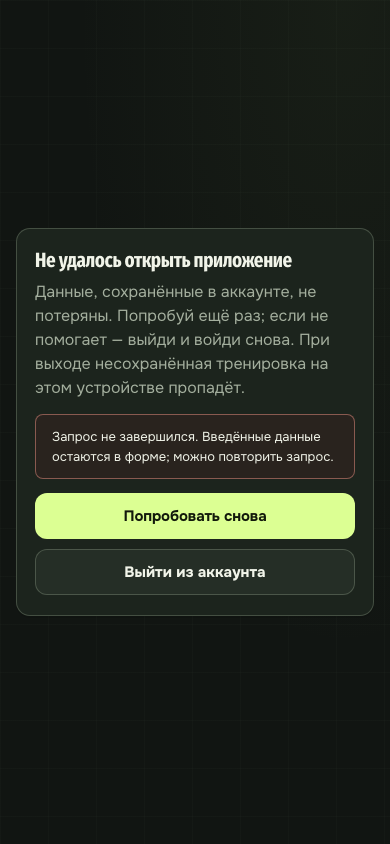 Не удалось открыть приложение
Данные, сохранённые в аккаунте, не
потеряны. Попробуй ещё раз; если не
помогает — выйди и войди снова. При
выходе несохранённая тренировка на
этом устройстве пропадёт.
Запрос не завершился. Введённые данные
остаются в форме; можно повторить запрос.
Попробовать снова
Выйти из аккаунта